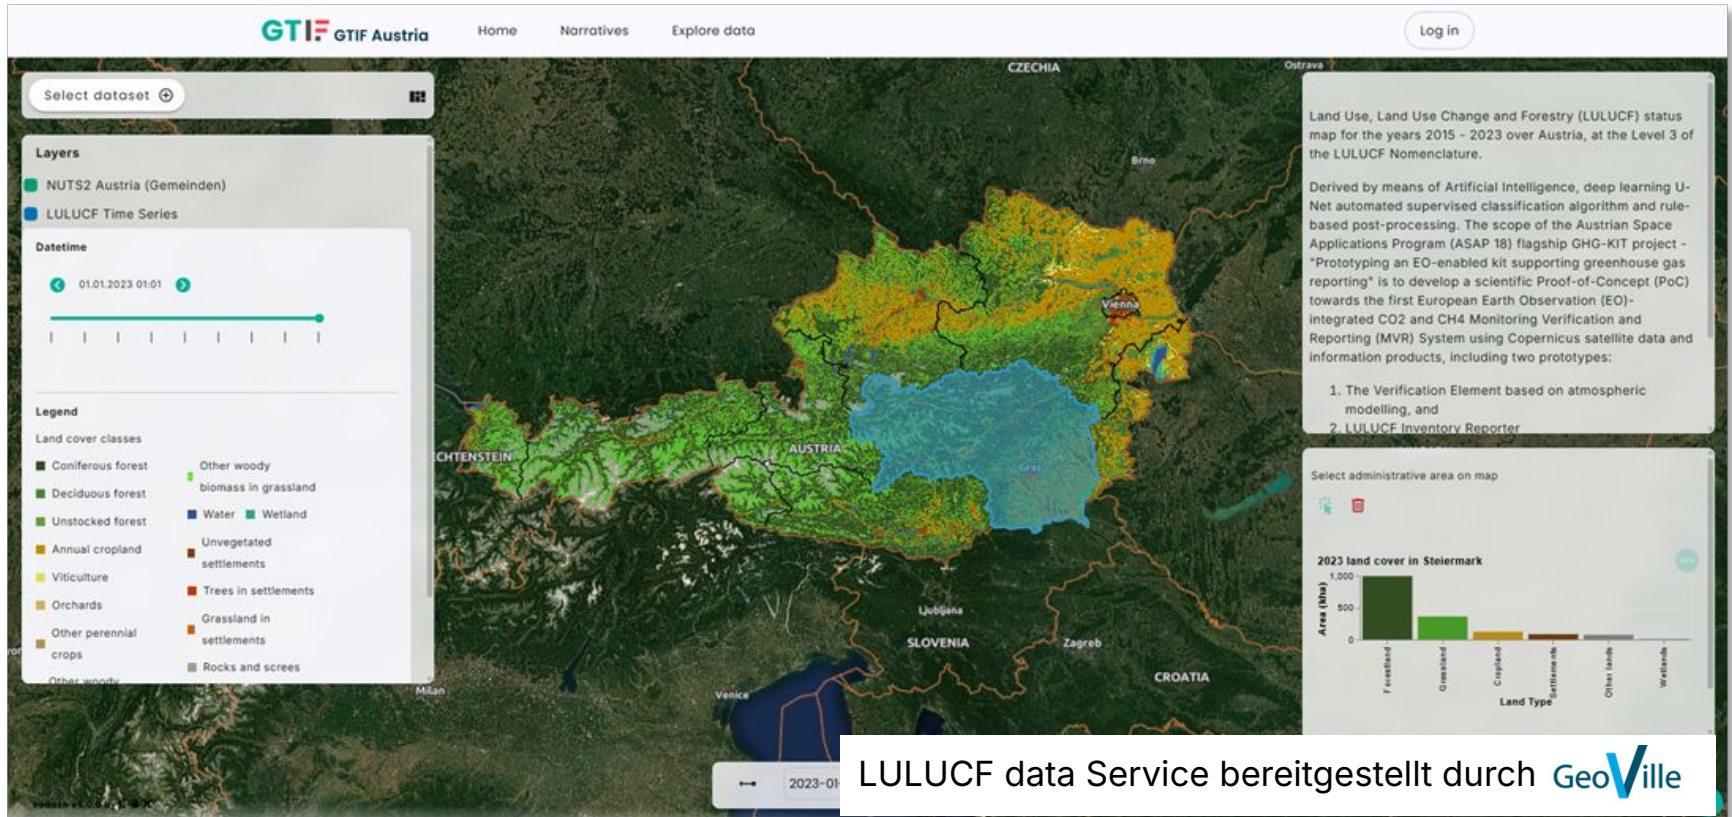 GTIF GTIF Austria
Home
Narratives
Explore data
Log in
Select dataset
Layers
NUTS2 Austria (Gemeinden)
LULUCF Time Series
Datetime
01.01.2023 01:01
Legend
Land cover classes
Coniferous forest
Deciduous forest
Unstocked forest
Annual cropland
Viticulture
Orchards
Other perennial
crops
Other woody
Other woody
biomass in grassland
Water
Wetland
Unvegetated
settlements
Trees in settlements
Grassland in
settlements
Rocks and screes
CZECHIA
Ostrava
Brno
Vienna
CHTENSTEIN
AUSTRIA
Graz
Ljubljana
SLOVENIA
Zagreb
CROATIA
Milan
Venice
2023-01
Land Use, Land Use Change and Forestry (LULUCF) status
map for the years 2015 - 2023 over Austria, at the Level 3 of
the LULUCF Nomenclature.
Derived by means of Artificial Intelligence, deep learning U-
Net automated supervised classification algorithm and rule-
based post-processing. The scope of the Austrian Space
Applications Program (ASAP 18) flagship GHG-KIT project -
"Prototyping an EO-enabled kit supporting greenhouse gas
reporting" is to develop a scientific Proof-of-Concept (PoC)
towards the first European Earth Observation (EO)-
integrated CO2 and CH4 Monitoring Verification and
Reporting (MVR) System using Copernicus satellite data and
information products, including two prototypes:
1. The Verification Element based on atmospheric
modelling, and
2. LULUCF Inventory Reporter
Select administrative area on map
2023 land cover in Steiermark
Area (kha)
1,000
500
0
Forestland
Grassland
Cropland
Settlements
Other lands
Wetlands
Land Type
LULUCF data Service bereitgestellt durch GeoVille